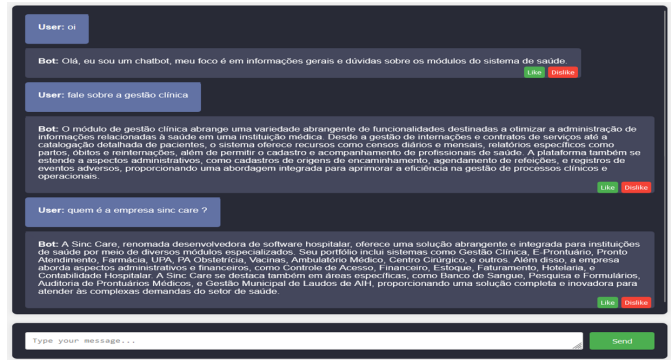 User: oi
Bot: Olá, eu sou um chatbot, meu foco é em informações gerais e dúvidas sobre os módulos do sistema de saúde.
Like Dislike
User: fale sobre a gestão clínica
Bot: O módulo de gestão clínica abrange uma variedade abrangente de funcionalidades destinadas a otimizar a administração de
informações relacionadas à saúde em uma instituição médica. Desde a gestão de internações e contratos de serviços até a
catalogação detalhada de pacientes, o sistema oferece recursos como censos diários e mensais, relatórios específicos como
partos, óbitos e reinternações, além de permitir o cadastro e acompanhamento de profissionais de saúde. A plataforma também se
estende a aspectos administrativos, como cadastros de origens de encaminhamento, agendamento de refeições, e registros de
eventos adversos, proporcionando uma abordagem integrada para aprimorar a eficiência na gestão de processos clínicos e
operacionais.
Like Dislike
User: quem é a empresa sinc care ?
Bot: A Sinc Care, renomada desenvolvedora de software hospitalar, oferece uma solução abrangente e integrada para instituições
de saúde por meio de diversos módulos especializados. Seu portfólio inclui sistemas como Gestão Clínica, E-Prontuário, Pronto
Atendimento, Farmácia, UPA, PA Obstetrícia, Vacinas, Ambulatório Médico, Centro Cirúrgico, e outros. Além disso, a empresa
aborda aspectos administrativos e financeiros, como Controle de Acesso, Financeiro, Estoque, Faturamento, Hotelaria, e
Contabilidade Hospitalar. A Sinc Care se destaca também em áreas específicas, como Banco de Sangue, Pesquisa e Formulários,
Auditoria de Prontuários Médicos, e Gestão Municipal de Laudos de AIH, proporcionando uma solução completa e inovadora para
atender às complexas demandas do setor de saúde.
Like Dislike
Type your message...
Send